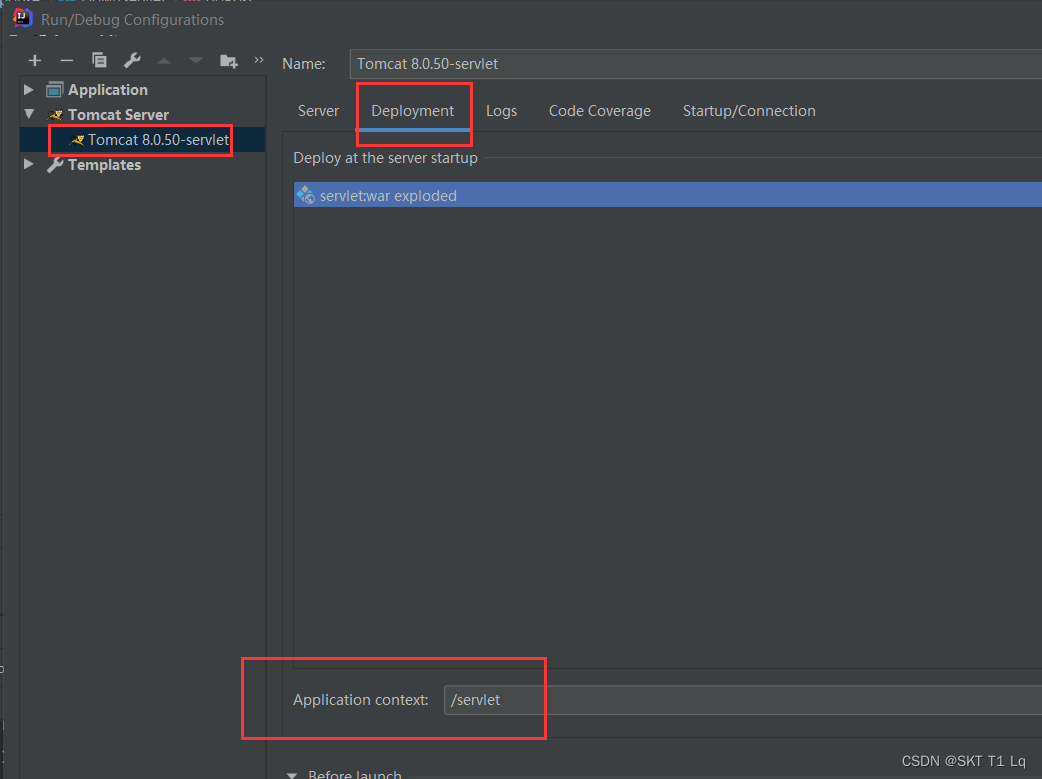 Run/Debug Configurations
Name: Tomcat 8.0.50-servlet
Application
Tomcat Server
Tomcat 8.0.50-servlet
Templates
Server Deployment Logs Code Coverage Startup/Connection
Deploy at the server startup
servlet:war exploded
Application context: /servlet
Before launch
CSDN @SKT T1 Lq